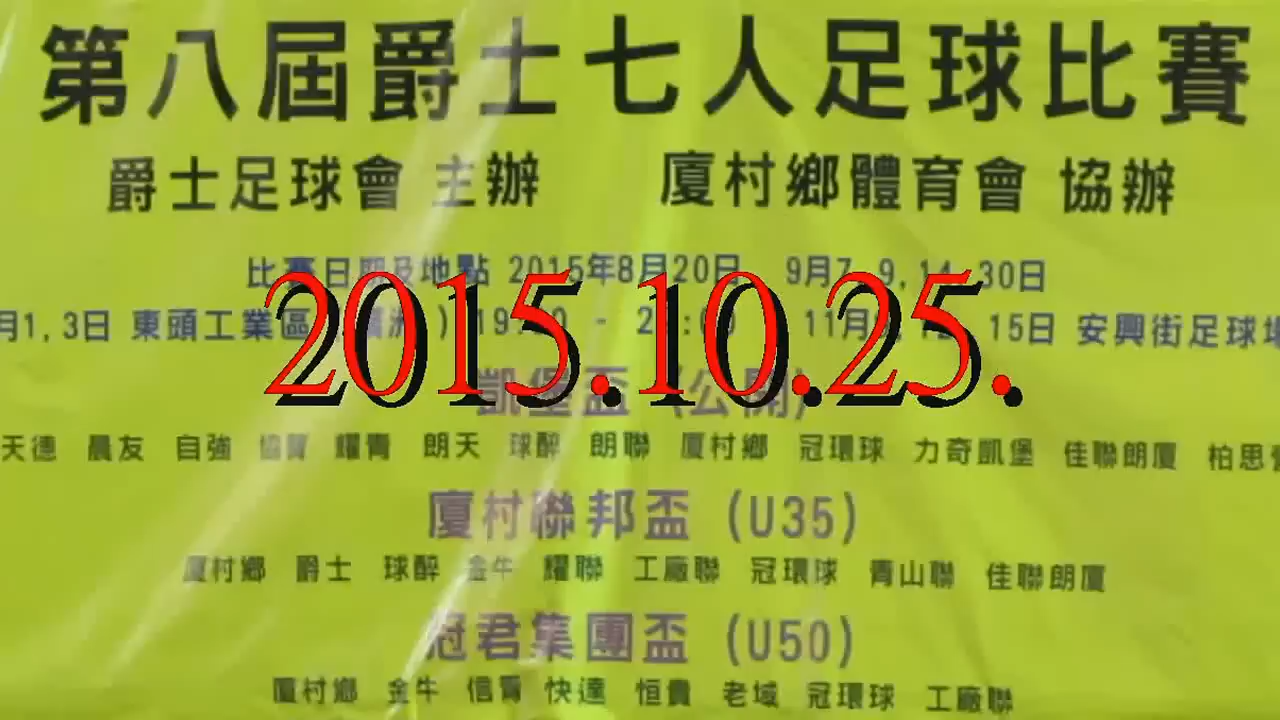 第八屆爵士七人足球比賽
爵士足球會 主辦 廈村鄉體育會 協辦
比賽日期及地點 2015年8月20日 9月7, 9,14 30日
月1, 3日 東頭工業區 11月 15日 安興街足球場
2015.10.25.
凱堡盃 (公開)
天德 晨友 自強 協寶 耀青 朗天 球醉 朗聯 廈村鄉 冠環球 力奇凱堡 佳聯朗廈 柏思
廈村聯邦盃 (U35)
廈村鄉 爵士 球醉 金牛 耀聯 工廠聯 冠環球 青山聯 佳聯朗廈
冠君集團盃 (U50)
廈村鄉 金牛 信菁 快達 恒貴 老域 冠環球 工廠聯